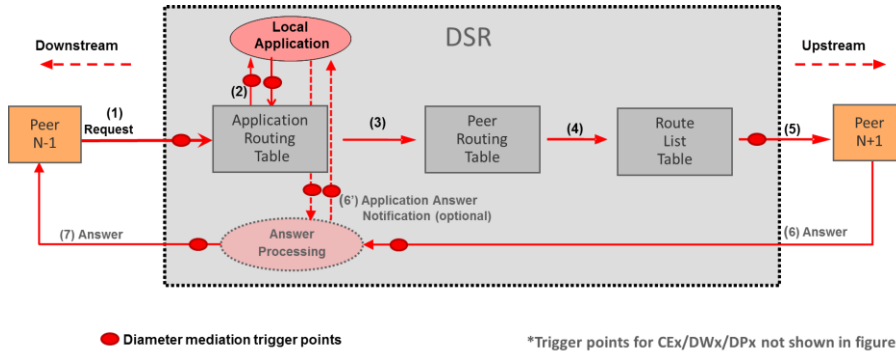 Local
Application
DSR
Downstream
Upstream
(1)
Request
(2)
(3)
(4)
(5)
Peer
N-1
Application
Routing
Table
Peer
Routing
Table
Route
List
Table
Peer
N+1
(6') Application Answer
Notification (optional)
(7) Answer
Answer
Processing
(6) Answer
Diameter mediation trigger points
*Trigger points for CEx/DWx/DPx not shown in figure